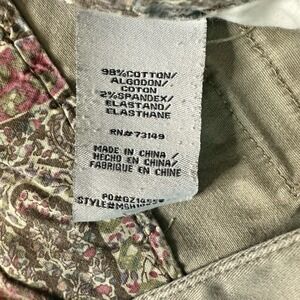 98%COTTON/
ALGODON/
COTON
2%SPANDEX/
ELASTANO/
ELASTHANE
RN#73149
MADE IN CHINA /
HECHO EN CHINA/
FABRIQUE EN CHINE